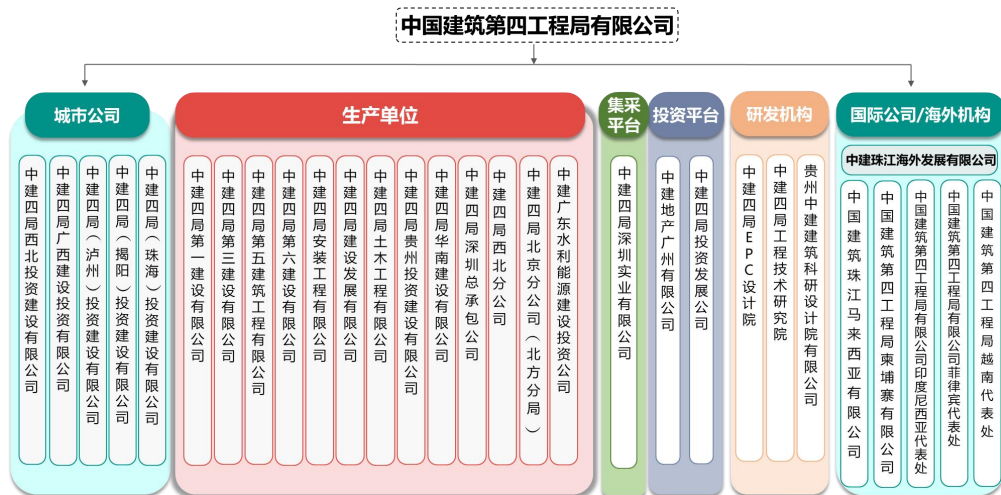 中国建筑第四工程局有限公司
城市公司
中建四局西北投资建设有限公司
中建四局广西建设投资有限公司
中建四局（泸州）投资建设有限公司
中建四局（揭阳）投资建设有限公司
中建四局（珠海）投资建设有限公司
生产单位
中建四局第一建设有限公司
中建四局第三建设有限公司
中建四局第五建筑工程有限公司
中建四局第六建设有限公司
中建四局安装工程有限公司
中建四局建设发展有限公司
中建四局土木工程有限公司
中建四局贵州投资建设有限公司
中建四局华南建设有限公司
中建四局深圳总承包公司
中建四局西北分公司
中建四局北京分公司（北方分局）
中建广东水利能源建设投资公司
集采
平台
中建四局深圳实业有限公司
投资平台
中建地产广州有限公司
中建四局投资发展公司
研发机构
中建四局EPC设计院
中建四局工程技术研究院
贵州中建建筑科研设计院有限公司
国际公司/海外机构
中建珠江海外发展有限公司
中国建筑珠江马来西亚有限公司
中国建筑第四工程局柬埔寨有限公司
中国建筑第四工程局有限公司印度尼西亚代表处
中国建筑第四工程局有限公司菲律宾代表处
中国建筑第四工程局越南代表处